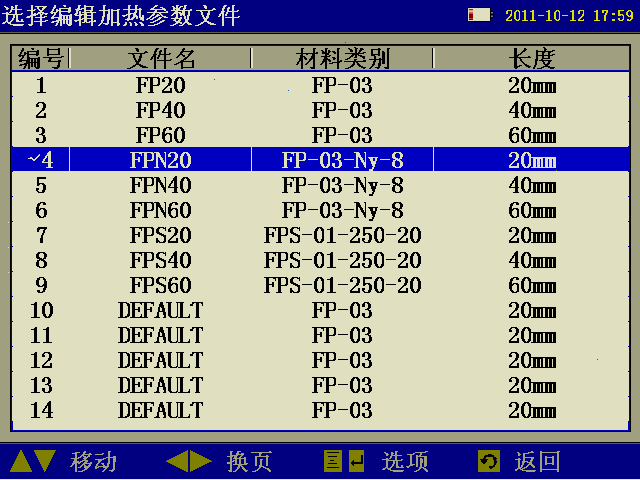 选择编辑加热参数文件 2011-10-12 17:59
编号 文件名 材料类别 长度
1 FP20 FP-03 20mm
2 FP40 FP-03 40mm
3 FP60 FP-03 60mm
✓4 FPN20 FP-03-Ny-8 20mm
5 FPN40 FP-03-Ny-8 40mm
6 FPN60 FP-03-Ny-8 60mm
7 FPS20 FPS-01-250-20 20mm
8 FPS40 FPS-01-250-20 40mm
9 FPS60 FPS-01-250-20 60mm
10 DEFAULT FP-03 20mm
11 DEFAULT FP-03 20mm
12 DEFAULT FP-03 20mm
13 DEFAULT FP-03 20mm
14 DEFAULT FP-03 20mm
移动 换页 选项 返回